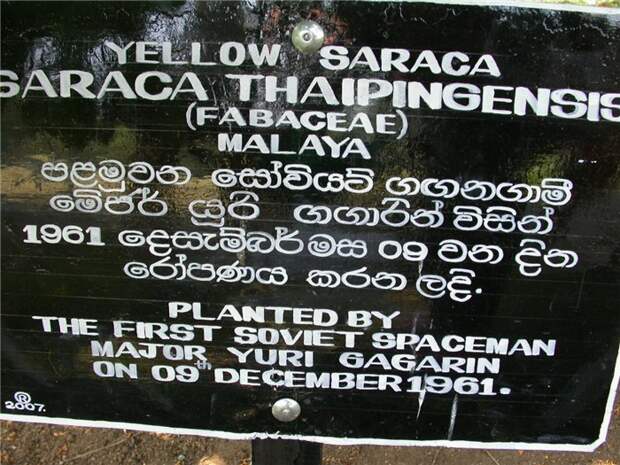 YELLOW SARACA
SARACA THAIPINGENSIS
(FABACEAE)
MALAYA
පළමුවන සෝවියට් ගඟනගාමී
මේජර් යූරි ගගාරින් විසින්
1961 දෙසැම්බර් මස 09 වන දින
රෝපණය කරන ලදි.
PLANTED BY
THE FIRST SOVIET SPACEMAN
MAJOR YURI GAGARIN
ON 09th DECEMBER 1961.
R
2007.